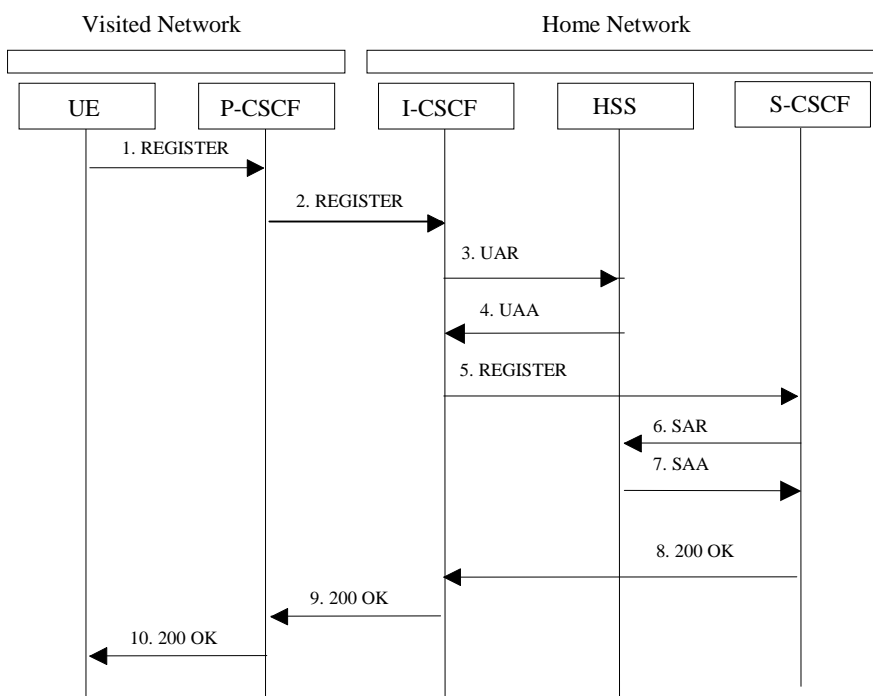 Visited Network
Home Network
UE
P-CSCF
I-CSCF
HSS
S-CSCF
1. REGISTER
2. REGISTER
3. UAR
4. UAA
5. REGISTER
6. SAR
7. SAA
8. 200 OK
9. 200 OK
10. 200 OK